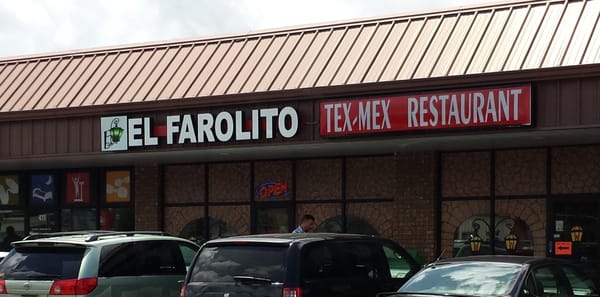 EL FAROLITO
TEX-MEX RESTAURANT
OPEN